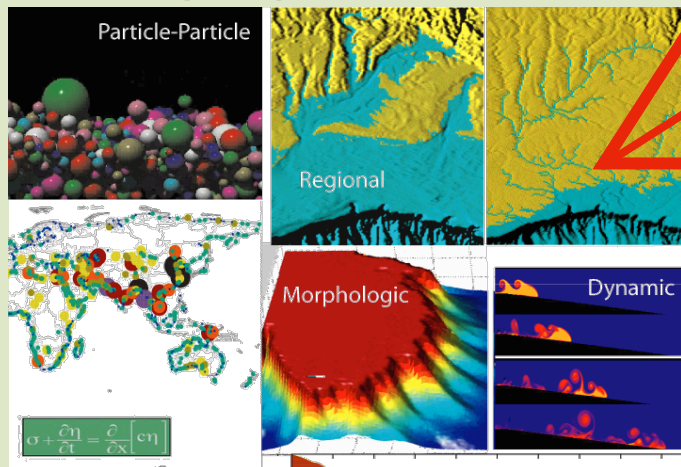 Particle-Particle
Regional
Morphologic
Dynamic
σ + ∂η/∂t = ∂/∂x [cη]